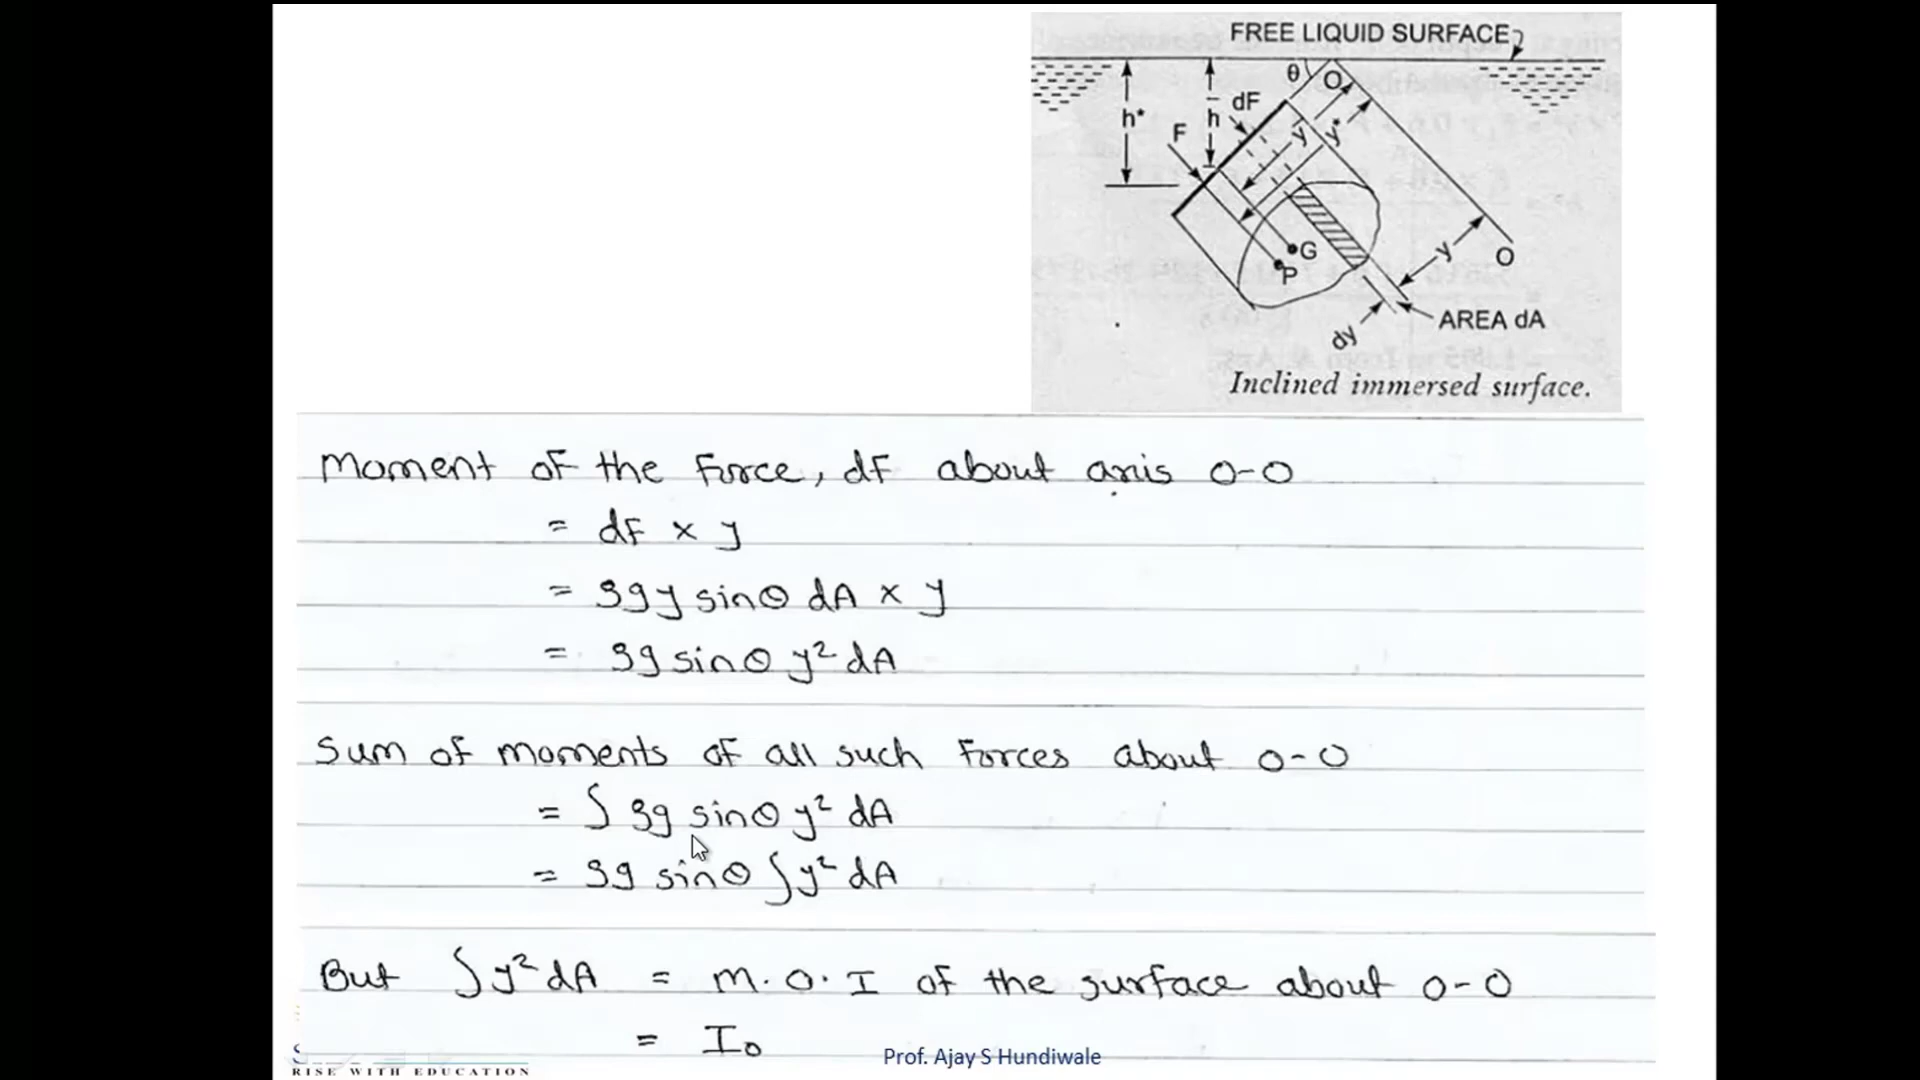 FREE LIQUID SURFACE
θ
O
h*
h
dF
F
y
y*
G
P
y
O
AREA dA
dy
Inclined immersed surface.
Moment of the Force, dF about axis O-O
= dF × y
= ρg y sinθ dA × y
= ρg sinθ y² dA
Sum of moments of all such Forces about O-O
= ∫ ρg sinθ y² dA
= ρg sinθ ∫ y² dA
But ∫ y² dA = M.O.I of the surface about O-O
= I₀
Prof. Ajay S Hundiwale
RISE WITH EDUCATION